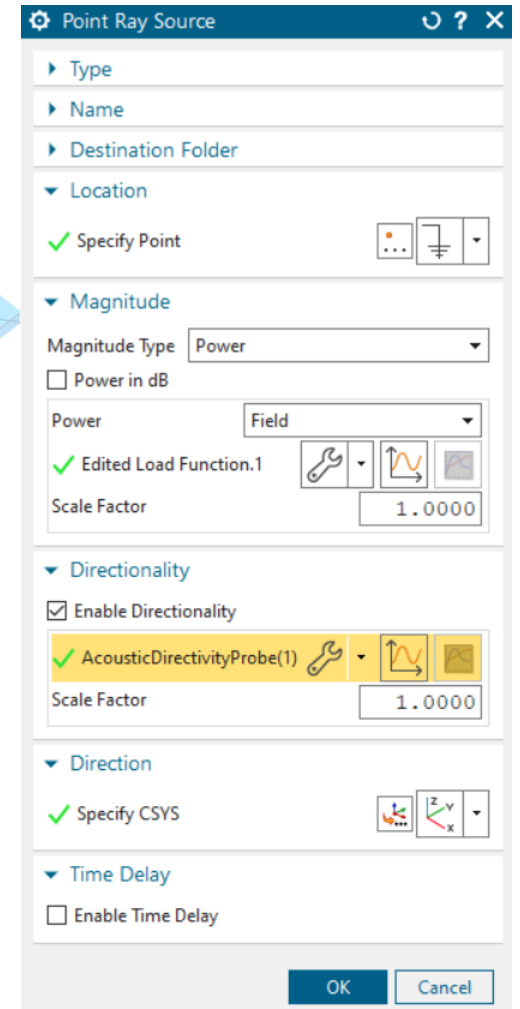 Point Ray Source
Type
Name
Destination Folder
Location
Specify Point
Magnitude
Magnitude Type Power
Power in dB
Power Field
Edited Load Function.1
Scale Factor 1.0000
Directionality
Enable Directionality
AcousticDirectivityProbe(1)
Scale Factor 1.0000
Direction
Specify CSYS
Z Y
X
Time Delay
Enable Time Delay
OK Cancel